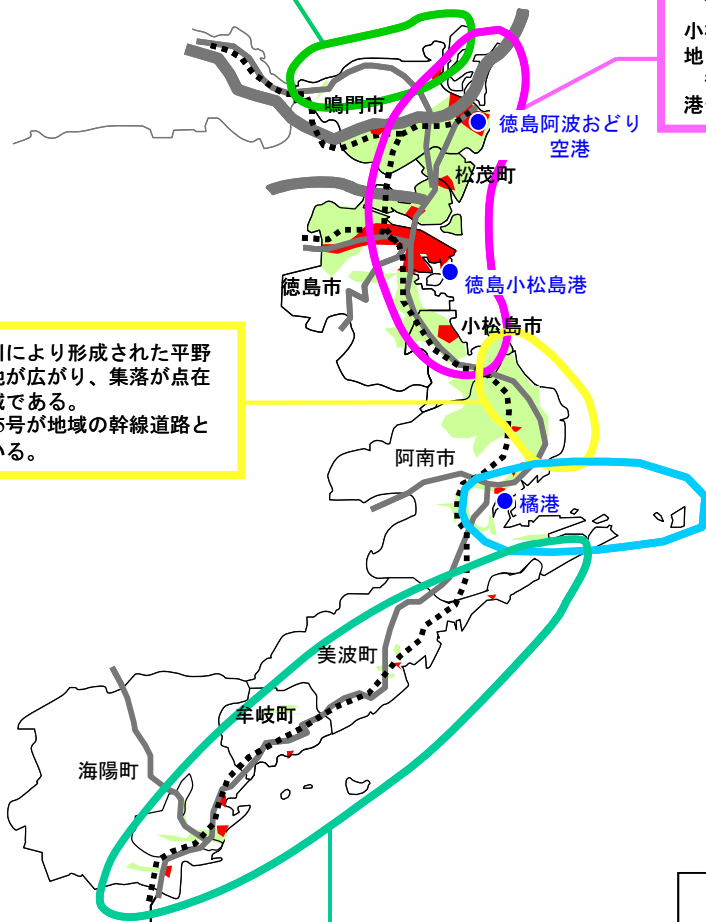 小
地
港
鳴門市
徳島阿波おどり
空港
松茂町
徳島市
徳島小松島港
小松島市
川により形成された平野
地が広がり、集落が点在
域である。
5号が地域の幹線道路と
いる。
阿南市
橘港
美波町
牟岐町
海陽町